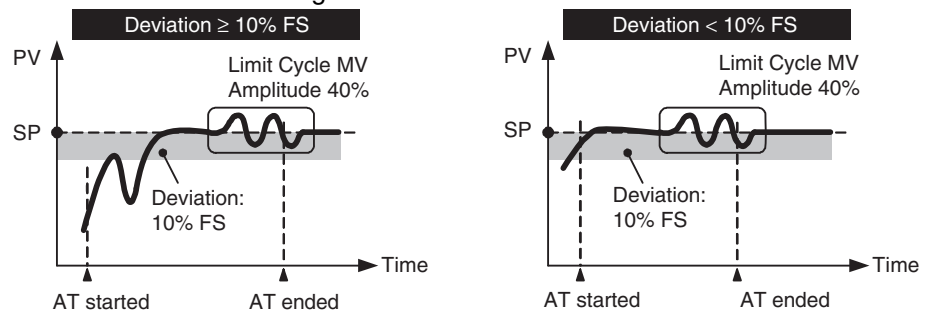 Deviation ≥ 10% FS
PV
Limit Cycle MV
Amplitude 40%
SP
Deviation:
10% FS
Time
AT started
AT ended
Deviation < 10% FS
PV
Limit Cycle MV
Amplitude 40%
SP
Deviation:
10% FS
Time
AT started
AT ended